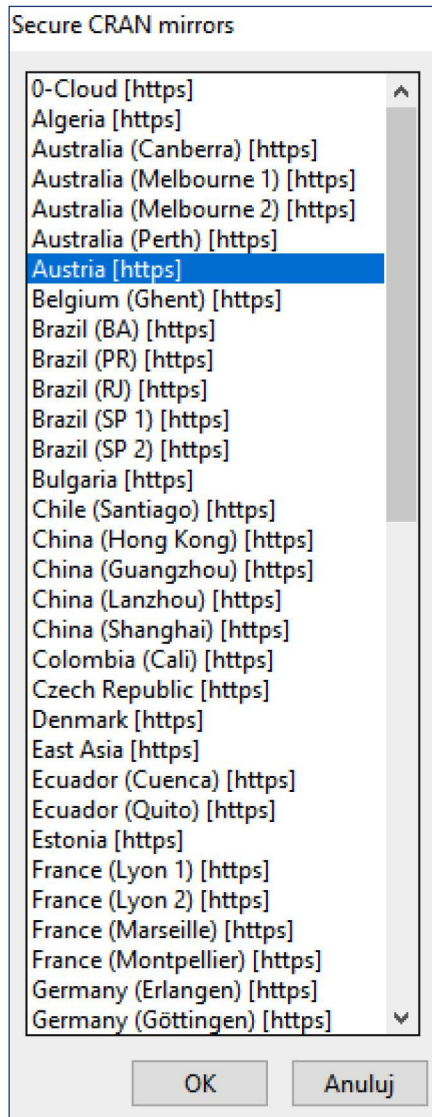 Secure CRAN mirrors
0-Cloud [https]
Algeria [https]
Australia (Canberra) [https]
Australia (Melbourne 1) [https]
Australia (Melbourne 2) [https]
Australia (Perth) [https]
Austria [https]
Belgium (Ghent) [https]
Brazil (BA) [https]
Brazil (PR) [https]
Brazil (RJ) [https]
Brazil (SP 1) [https]
Brazil (SP 2) [https]
Bulgaria [https]
Chile (Santiago) [https]
China (Hong Kong) [https]
China (Guangzhou) [https]
China (Lanzhou) [https]
China (Shanghai) [https]
Colombia (Cali) [https]
Czech Republic [https]
Denmark [https]
East Asia [https]
Ecuador (Cuenca) [https]
Ecuador (Quito) [https]
Estonia [https]
France (Lyon 1) [https]
France (Lyon 2) [https]
France (Marseille) [https]
France (Montpellier) [https]
Germany (Erlangen) [https]
Germany (Göttingen) [https]
OK Anuluj